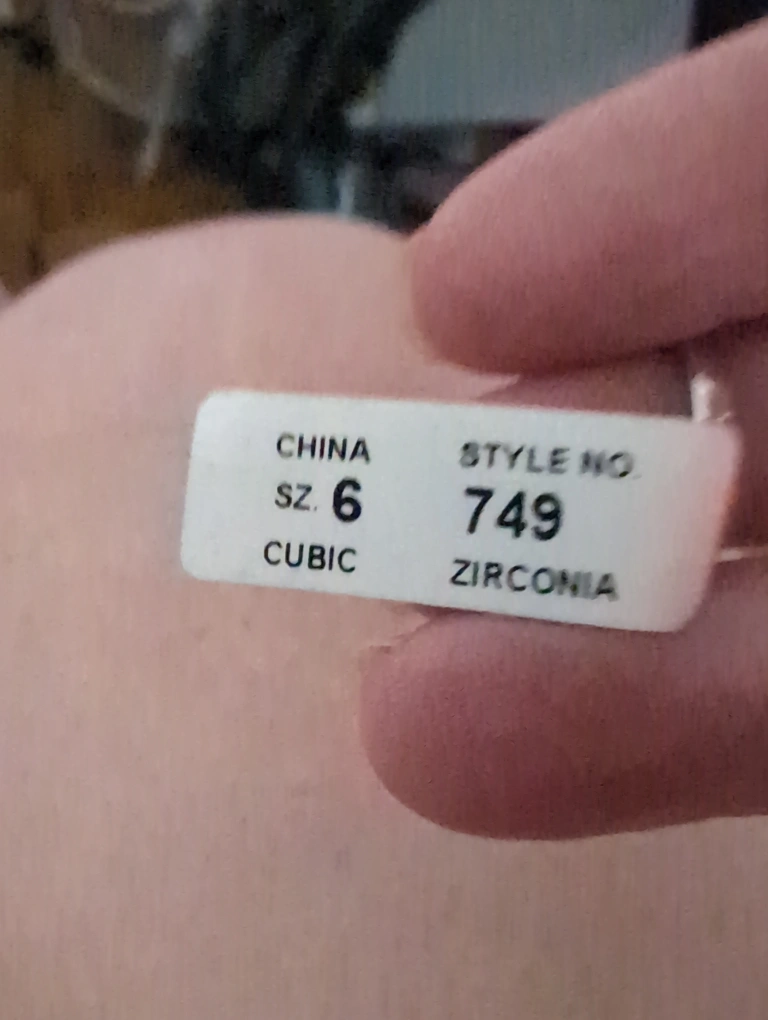 CHINA STYLE NO.
SZ. 6 749
CUBIC ZIRCONIA